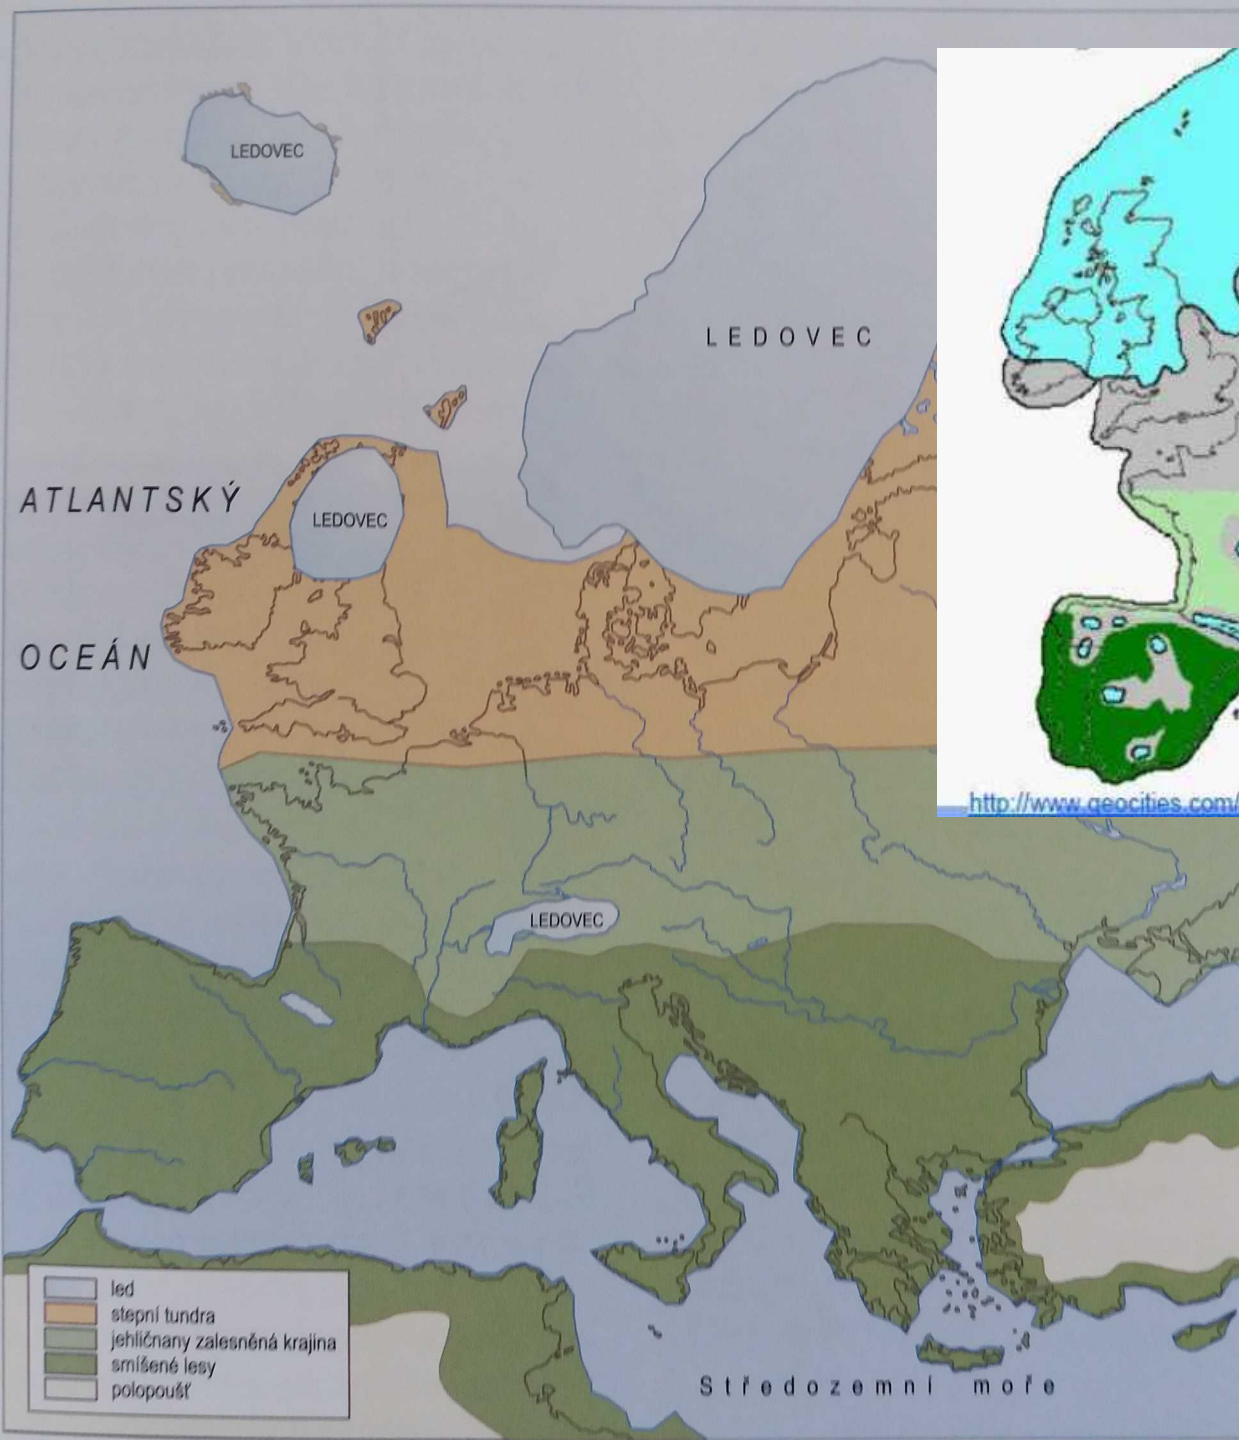 LEDOVEC
LEDOVEC
ATLANTSKÝ
LEDOVEC
OCEÁN
http://www.geocities.com/
LEDOVEC
led
stepní tundra
jehličnany zalesněná krajina
smíšené lesy
polopoušť
Středozemní moře